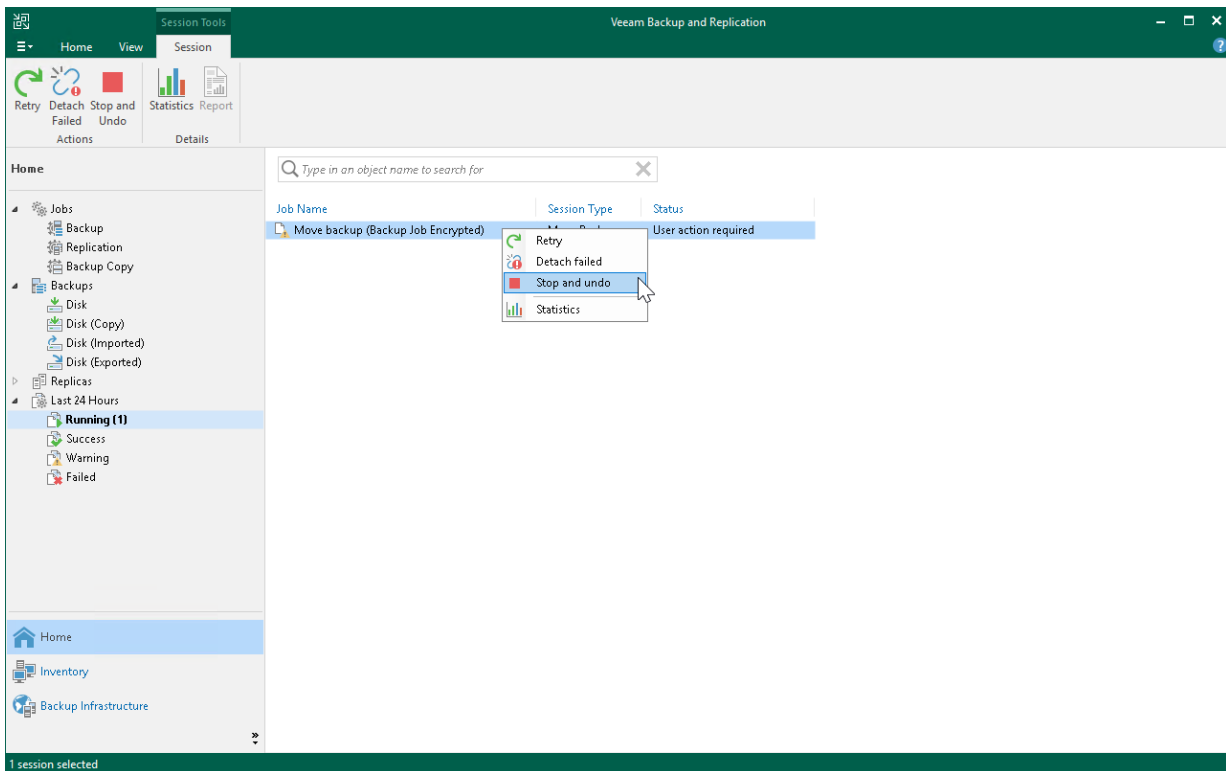 Session Tools
Veeam Backup and Replication
Home View Session
Retry Detach Failed Stop and Undo Statistics Report
Actions Details
Home
Type in an object name to search for
Jobs
Backup
Replication
Backup Copy
Backups
Disk
Disk (Copy)
Disk (Imported)
Disk (Exported)
Replicas
Last 24 Hours
Running (1)
Success
Warning
Failed
Job Name Session Type Status
Move backup (Backup Job Encrypted) User action required
Retry
Detach failed
Stop and undo
Statistics
Home
Inventory
Backup Infrastructure
1 session selected